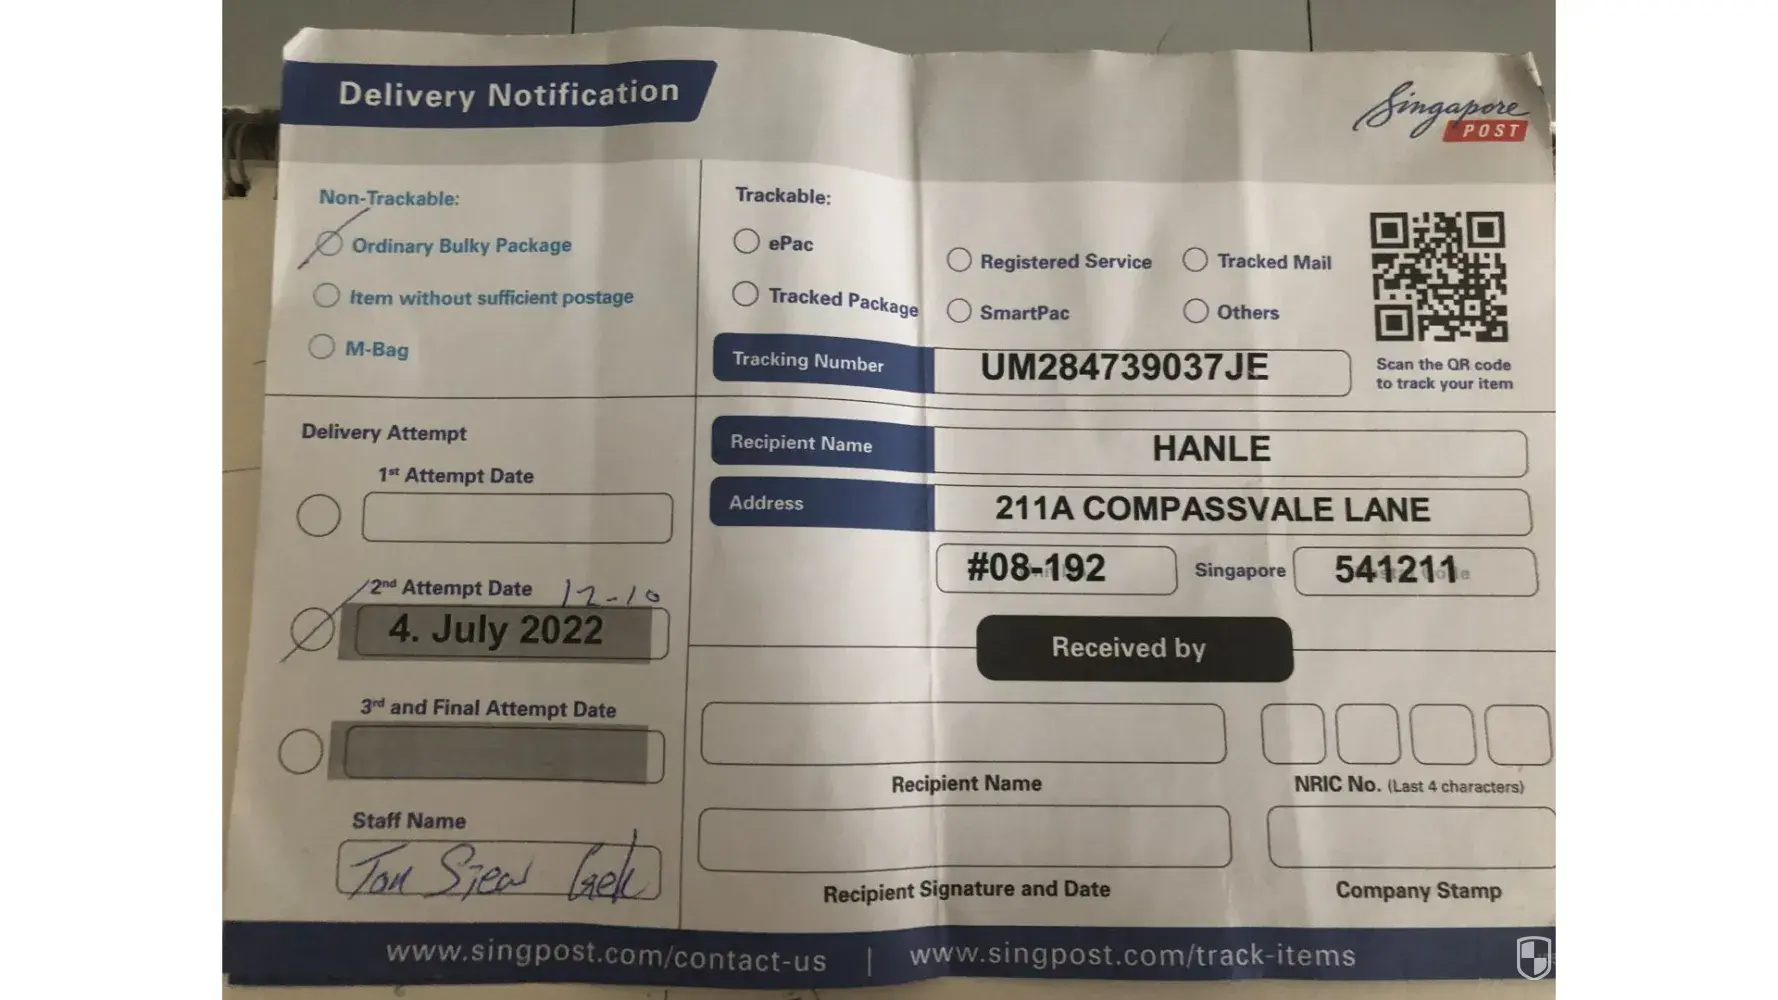 Delivery Notification
Singapore
POST
Non-Trackable:
Ordinary Bulky Package
Item without sufficient postage
M-Bag
Trackable:
ePac
Tracked Package
Registered Service
SmartPac
Tracked Mail
Others
Scan the QR code
to track your item
Tracking Number UM284739037JE
Delivery Attempt
1st Attempt Date
2nd Attempt Date 12-10
4. July 2022
3rd and Final Attempt Date
Staff Name
Tan Siew Gek
Recipient Name HANLE
Address 211A COMPASSVALE LANE
#08-192 Singapore 541211
Received by
Recipient Name
NRIC No. (Last 4 characters)
Recipient Signature and Date
Company Stamp
www.singpost.com/contact-us | www.singpost.com/track-items